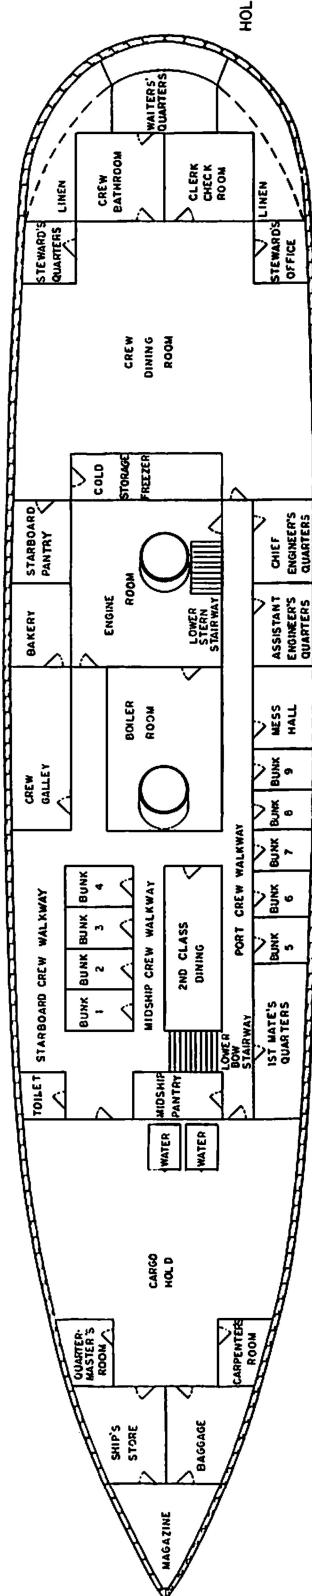 HOL
WAITERS'
QUARTERS
LINEN
CREW
BATHROOM
CLERK
CHECK
ROOM
LINEN
STEWARD'S
QUARTERS
STEWARD'S
OFFICE
CREW
DINING
ROOM
COLD
STORAGE
FREEZER
STARBOARD
PANTRY
BAKERY
ENGINE
ROOM
LOWER
STERN
STAIRWAY
CHIEF
ENGINEER'S
QUARTERS
ASSISTANT
ENGINEER'S
QUARTERS
CREW
GALLEY
BOILER
ROOM
MESS
HALL
BUNK
9
BUNK
8
BUNK
7
BUNK
6
BUNK
5
PORT CREW WALKWAY
STARBOARD CREW WALKWAY
BUNK
4
BUNK
3
BUNK
2
BUNK
1
MIDSHIP CREW WALKWAY
2ND CLASS
DINING
LOWER
BOW
STAIRWAY
1ST MATE'S
QUARTERS
TOILET
MIDSHIP
PANTRY
WATER
WATER
CARGO
HOLD
QUARTER-
MASTER'S
ROOM
CARPENTERS
ROOM
SHIP'S
STORE
BAGGAGE
MAGAZINE